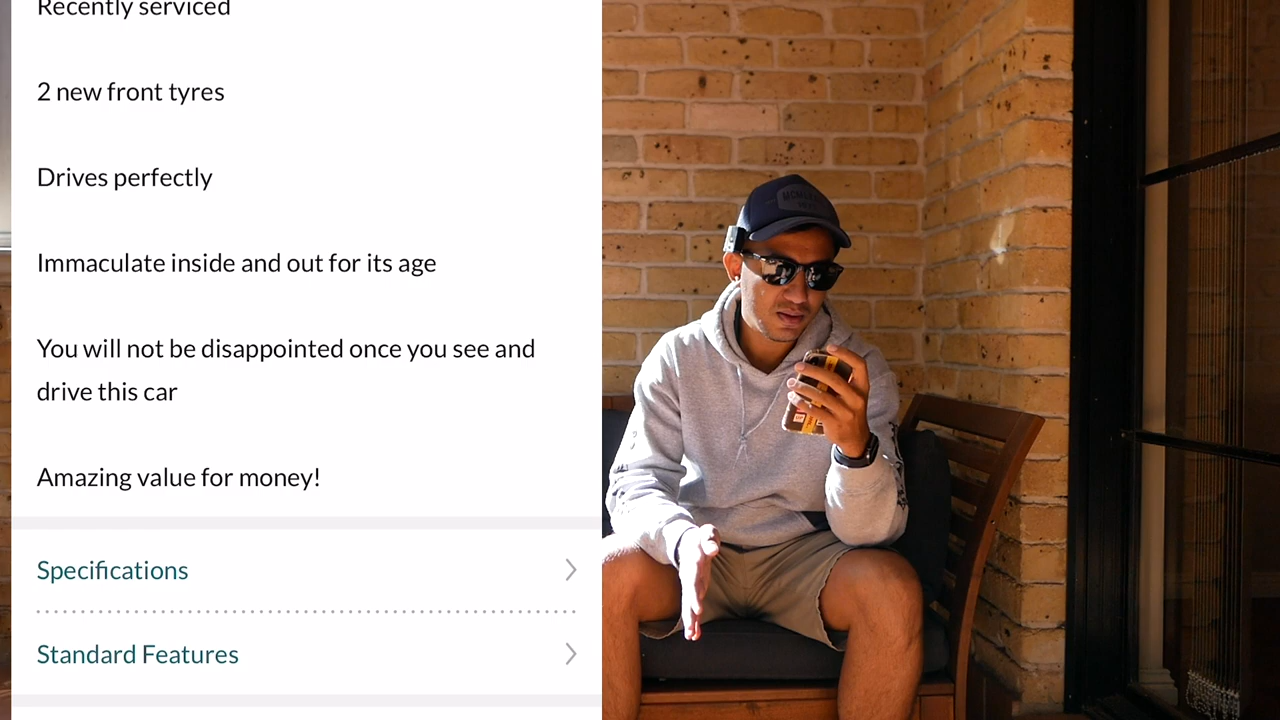 Recently serviced
2 new front tyres
Drives perfectly
Immaculate inside and out for its age
You will not be disappointed once you see and
drive this car
Amazing value for money!
Specifications
Standard Features